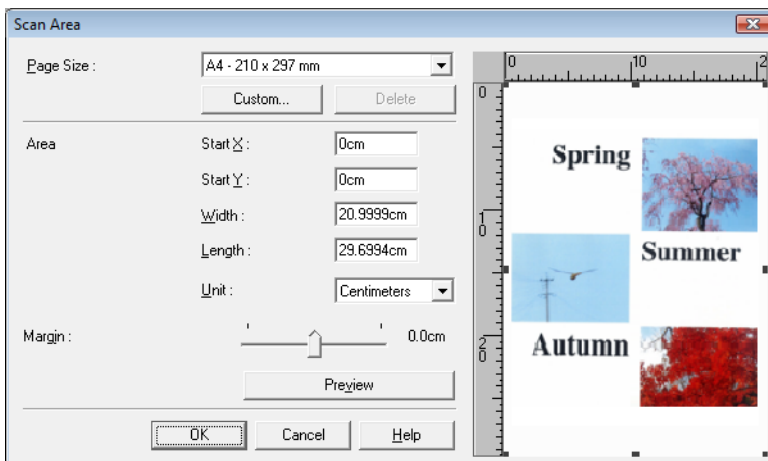 Scan Area
Page Size :
A4 - 210 x 297 mm
Custom...
Delete
Area
Start X :
0cm
Start Y :
0cm
Width :
20.9999cm
Length :
29.6994cm
Unit :
Centimeters
Margin :
0.0cm
Preview
OK
Cancel
Help
0
10
2
0
10
20
Spring
Summer
Autumn